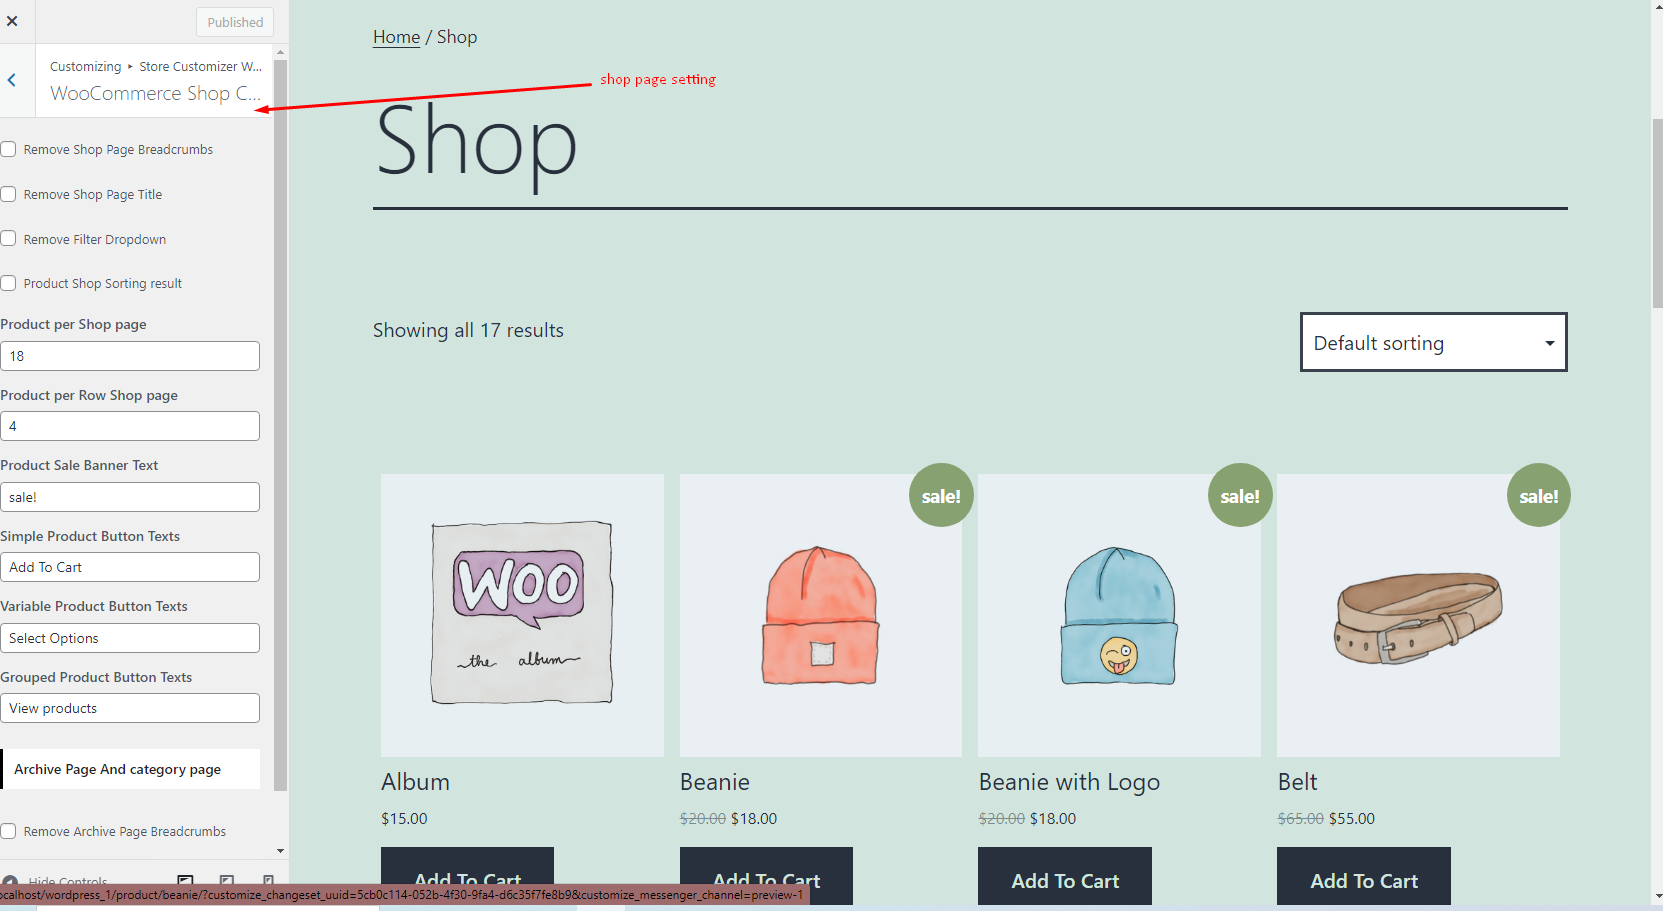 Published
Customizing ▸ Store Customizer W...
WooCommerce Shop C...
Remove Shop Page Breadcrumbs
Remove Shop Page Title
Remove Filter Dropdown
Product Shop Sorting result
Product per Shop page
18
Product per Row Shop page
4
Product Sale Banner Text
sale!
Simple Product Button Texts
Add To Cart
Variable Product Button Texts
Select Options
Grouped Product Button Texts
View products
Archive Page And category page
Remove Archive Page Breadcrumbs
Hide Controls
ocalhost/wordpress_1/product/beanie/?customize_changeset_uuid=5cb0c114-052b-4f30-9fa4-d6c35f7fe8b9&customize_messenger_channel=preview-1
Home / Shop
shop page setting
Shop
Showing all 17 results
Default sorting
sale!
sale!
sale!
WOO
the album
Album
Beanie
Beanie with Logo
Belt
$15.00
$20.00 $18.00
$20.00 $18.00
$65.00 $55.00
Add To Cart
Add To Cart
Add To Cart
Add To Cart